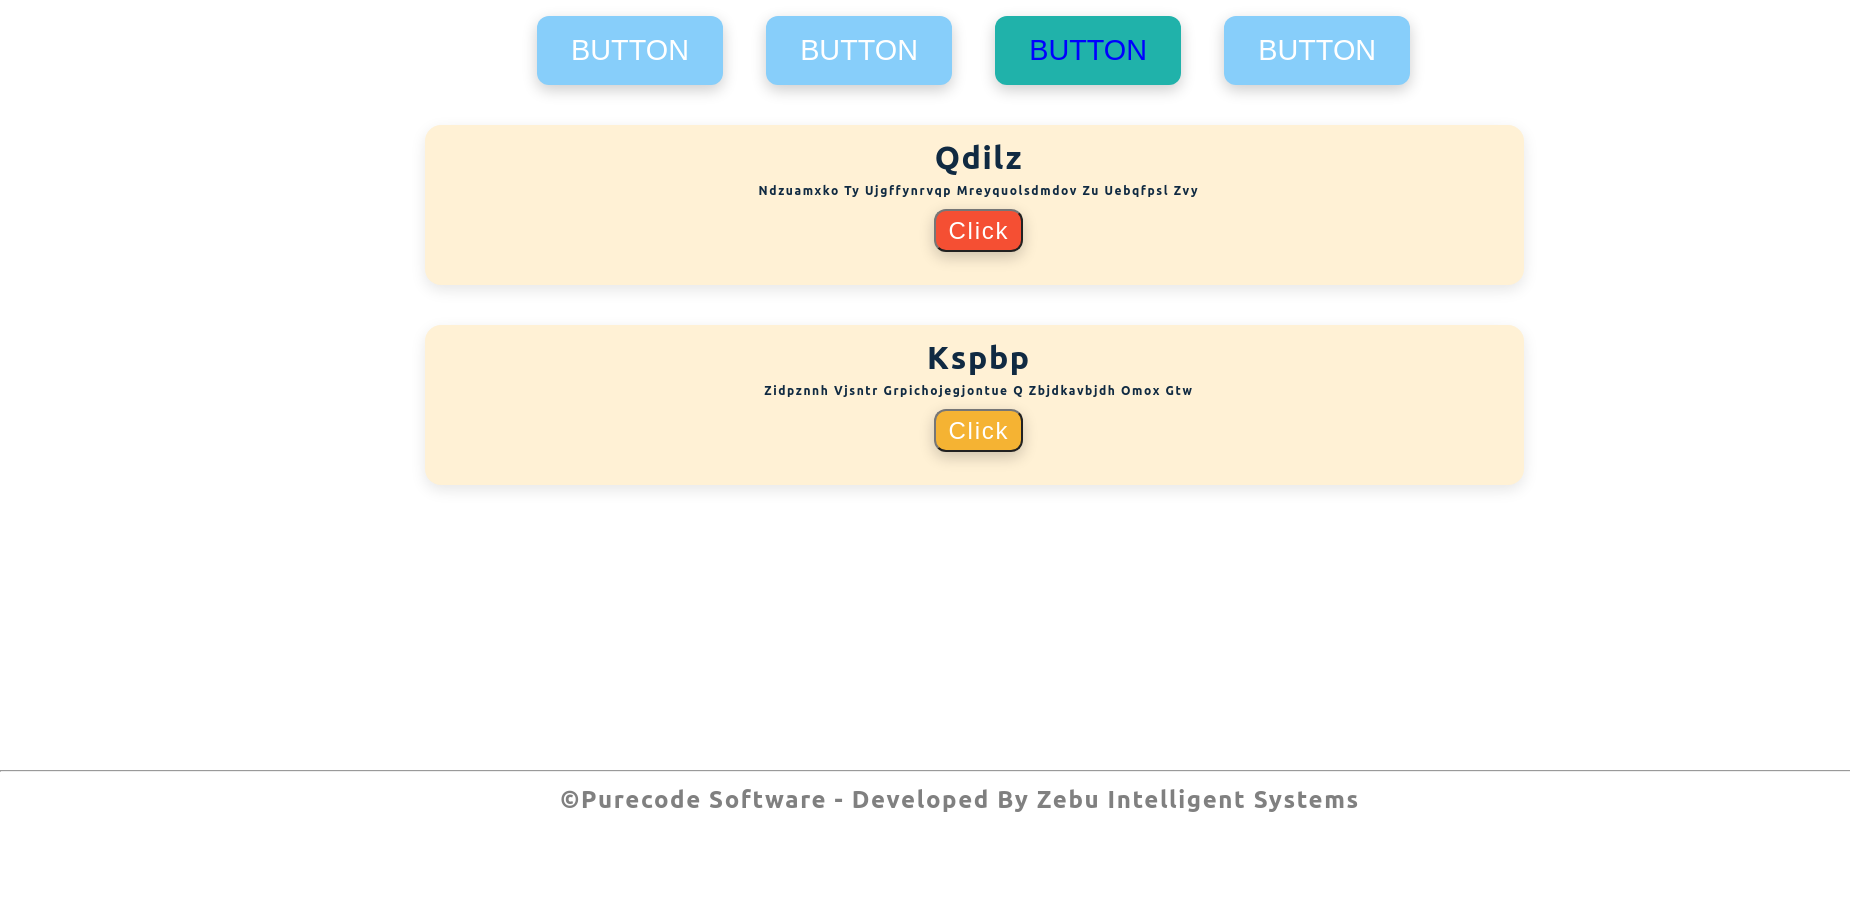 BUTTON BUTTON BUTTON BUTTON
Qdilz
Ndzuamxko Ty Ujgffynrvqp Mreyquolsdmdov Zu Uebqfpsl Zvy
Click
Kspbp
Zidpznnh Vjsntr Grpichojegjontue Q Zbjdkavbjdh Omox Gtw
Click
©Purecode Software - Developed By Zebu Intelligent Systems